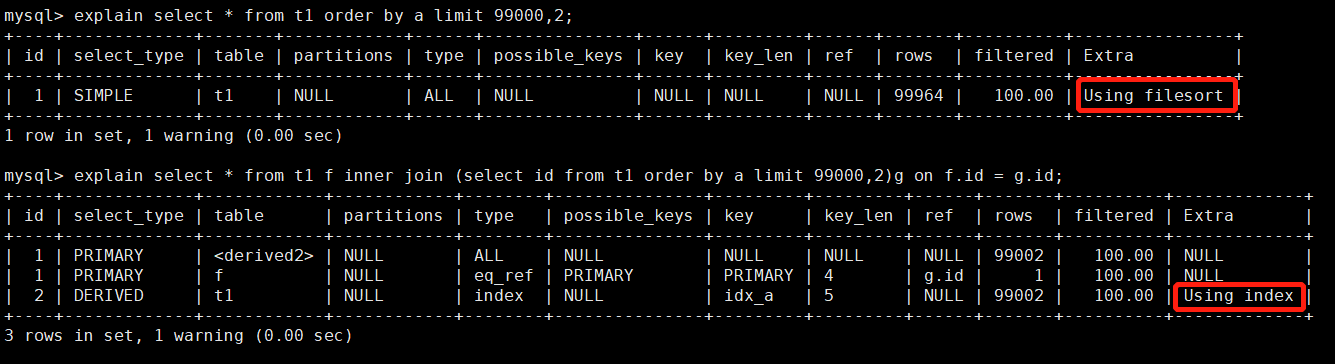 mysql> explain select * from t1 order by a limit 99000,2;
+----+-------------+-------+------------+------+---------------+------+---------+------+-------+----------+----------------+
| id | select_type | table | partitions | type | possible_keys | key  | key_len | ref  | rows  | filtered | Extra          |
+----+-------------+-------+------------+------+---------------+------+---------+------+-------+----------+----------------+
|  1 | SIMPLE      | t1    | NULL       | ALL  | NULL          | NULL | NULL    | NULL | 99964 |   100.00 | Using filesort |
+----+-------------+-------+------------+------+---------------+------+---------+------+-------+----------+----------------+
1 row in set, 1 warning (0.00 sec)
mysql> explain select * from t1 f inner join (select id from t1 order by a limit 99000,2)g on f.id = g.id;
+----+-------------+------------+------------+--------+---------------+---------+---------+------+-------+----------+-------------+
| id | select_type | table      | partitions | type   | possible_keys | key     | key_len | ref  | rows  | filtered | Extra       |
+----+-------------+------------+------------+--------+---------------+---------+---------+------+-------+----------+-------------+
|  1 | PRIMARY     | <derived2> | NULL       | ALL    | NULL          | NULL    | NULL    | NULL | 99002 |   100.00 | NULL        |
|  1 | PRIMARY     | f          | NULL       | eq_ref | PRIMARY       | PRIMARY | 4       | g.id |     1 |   100.00 | NULL        |
|  2 | DERIVED     | t1         | NULL       | index  | NULL          | idx_a   | 5       | NULL | 99002 |   100.00 | Using index |
+----+-------------+------------+------------+--------+---------------+---------+---------+------+-------+----------+-------------+
3 rows in set, 1 warning (0.00 sec)